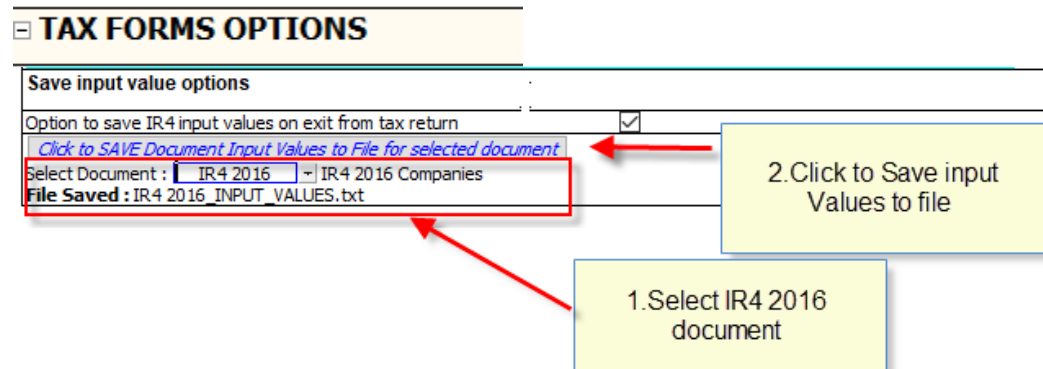 TAX FORMS OPTIONS
Save input value options
Option to save IR4 input values on exit from tax return
Click to SAVE Document Input Values to File for selected document
Select Document : IR4 2016 IR4 2016 Companies
File Saved : IR4 2016_INPUT_VALUES.txt
2.Click to Save input
Values to file
1.Select IR4 2016
document